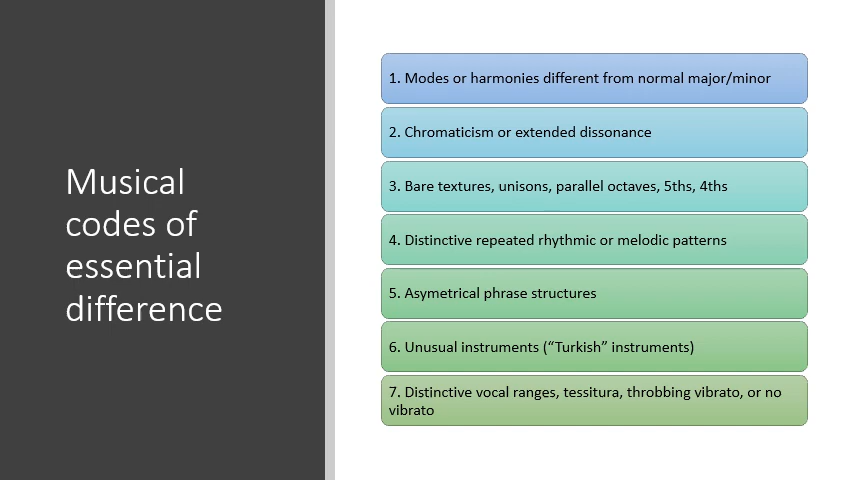 Musical
codes of
essential
difference
1. Modes or harmonies different from normal major/minor
2. Chromaticism or extended dissonance
3. Bare textures, unisons, parallel octaves, 5ths, 4ths
4. Distinctive repeated rhythmic or melodic patterns
5. Asymetrical phrase structures
6. Unusual instruments (“Turkish” instruments)
7. Distinctive vocal ranges, tessitura, throbbing vibrato, or no
vibrato